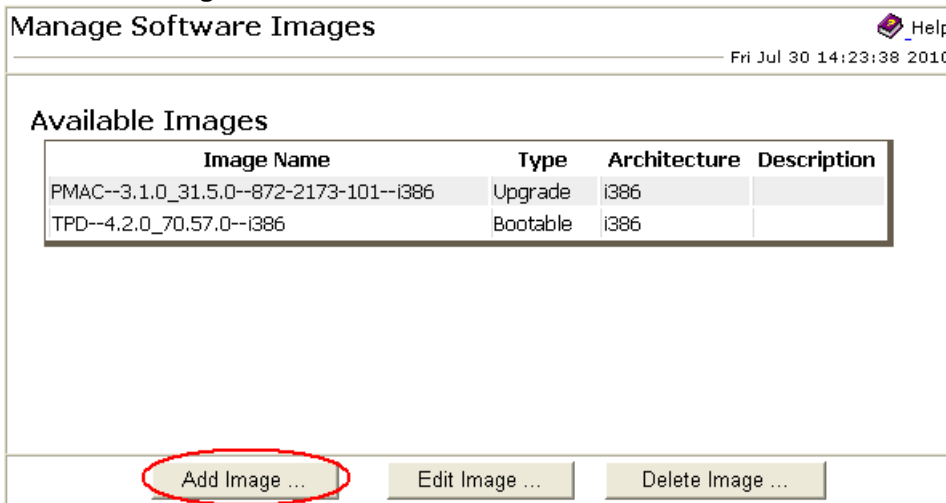 Manage Software Images
Help
Fri Jul 30 14:23:38 2010
Available Images
Image Name Type Architecture Description
PMAC--3.1.0_31.5.0--872-2173-101--i386 Upgrade i386
TPD--4.2.0_70.57.0--i386 Bootable i386
Add Image ... Edit Image ... Delete Image ...